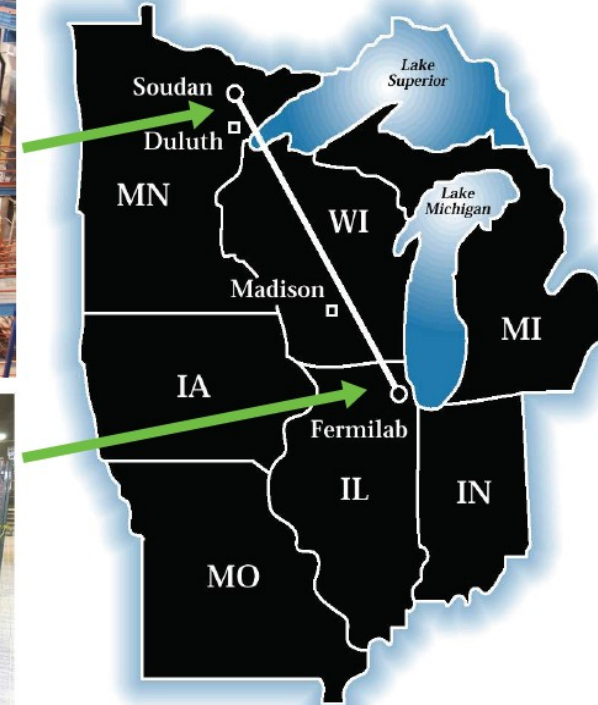 Lake
Superior
Soudan
Duluth
MN
Lake
Michigan
WI
Madison
MI
IA
Fermilab
IL
IN
MO